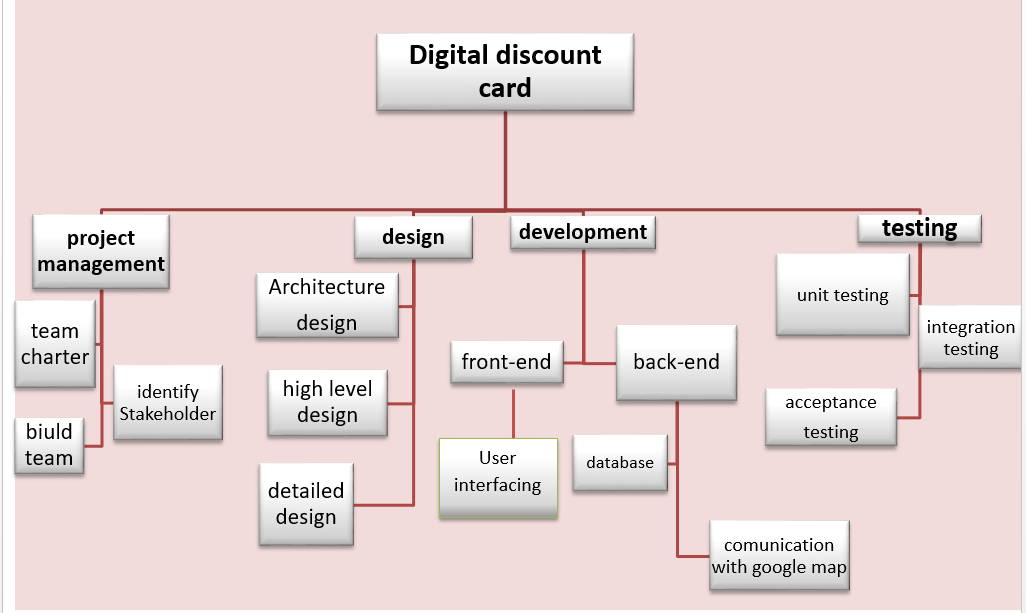 Digital discount
card
project
management
design
development
testing
team
charter
identify
Stakeholder
biuld
team
Architecture
design
high level
design
detailed
design
front-end
back-end
User
interfacing
database
comunication
with google map
unit testing
integration
testing
acceptance
testing